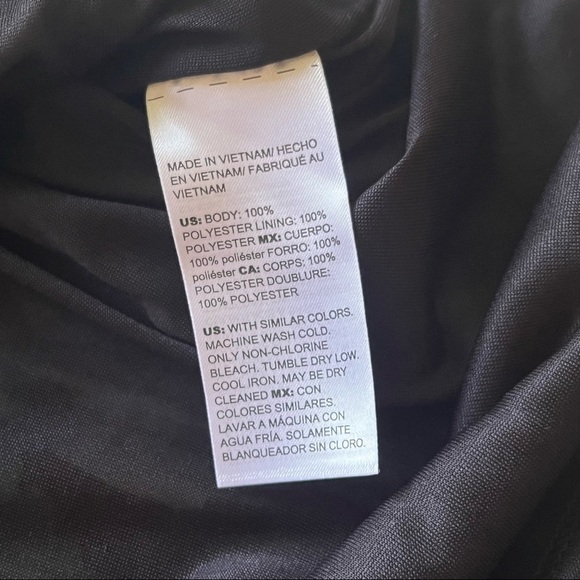 MADE IN VIETNAM/ HECHO
EN VIETNAM/ FABRIQUÉ AU
VIETNAM
US: BODY: 100%
POLYESTER LINING: 100%
POLYESTER MX: CUERPO:
100% poliéster FORRO: 100%
poliéster CA: CORPS: 100%
POLYESTER DOUBLURE:
100% POLYESTER
US: WITH SIMILAR COLORS.
MACHINE WASH COLD.
ONLY NON-CHLORINE
BLEACH. TUMBLE DRY LOW.
COOL IRON. MAY BE DRY
CLEANED MX: CON
COLORES SIMILARES.
LAVAR A MÁQUINA CON
AGUA FRÍA. SOLAMENTE
BLANQUEADOR SIN CLORO.